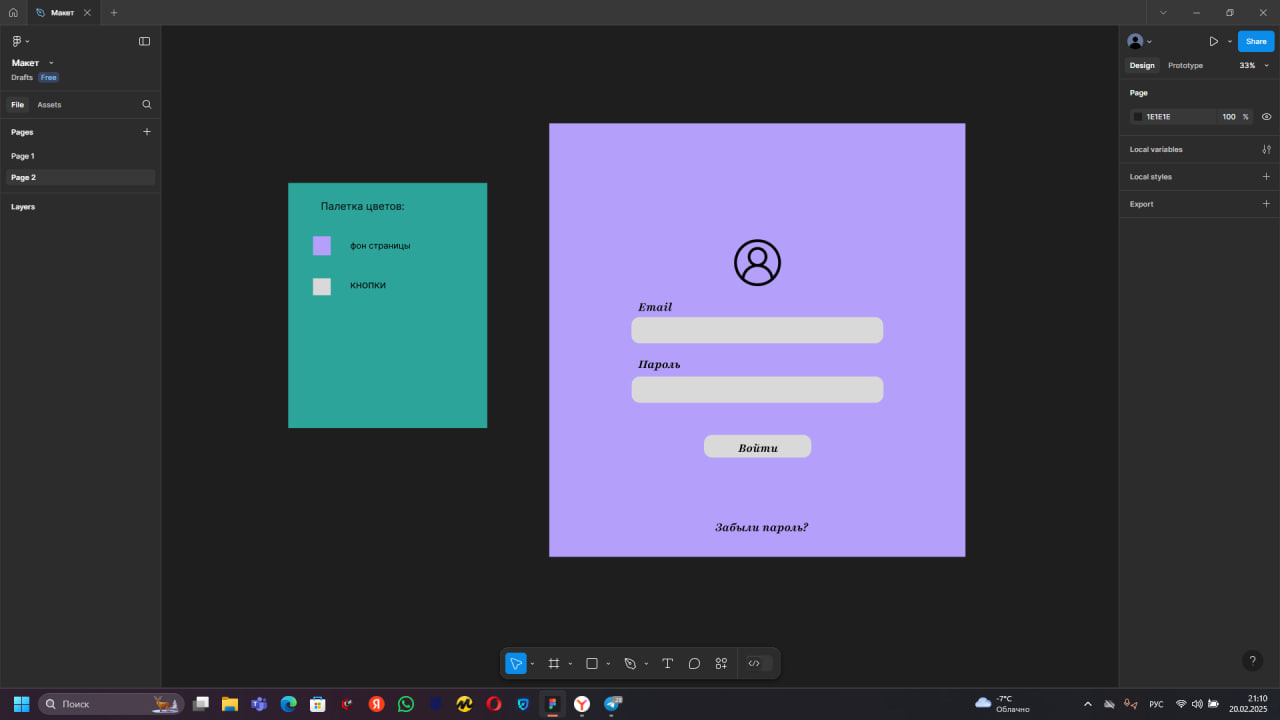 Макет
Макет
Drafts Free
File Assets
Pages
Page 1
Page 2
Layers
Палетка цветов:
фон страницы
кнопки
Email
Пароль
Войти
Забыли пароль?
Share
Design Prototype 33%
Page
1E1E1E 100 %
Local variables
Local styles
Export
?
Поиск
-7°C
Облачно
РУС
21:10
20.02.2025